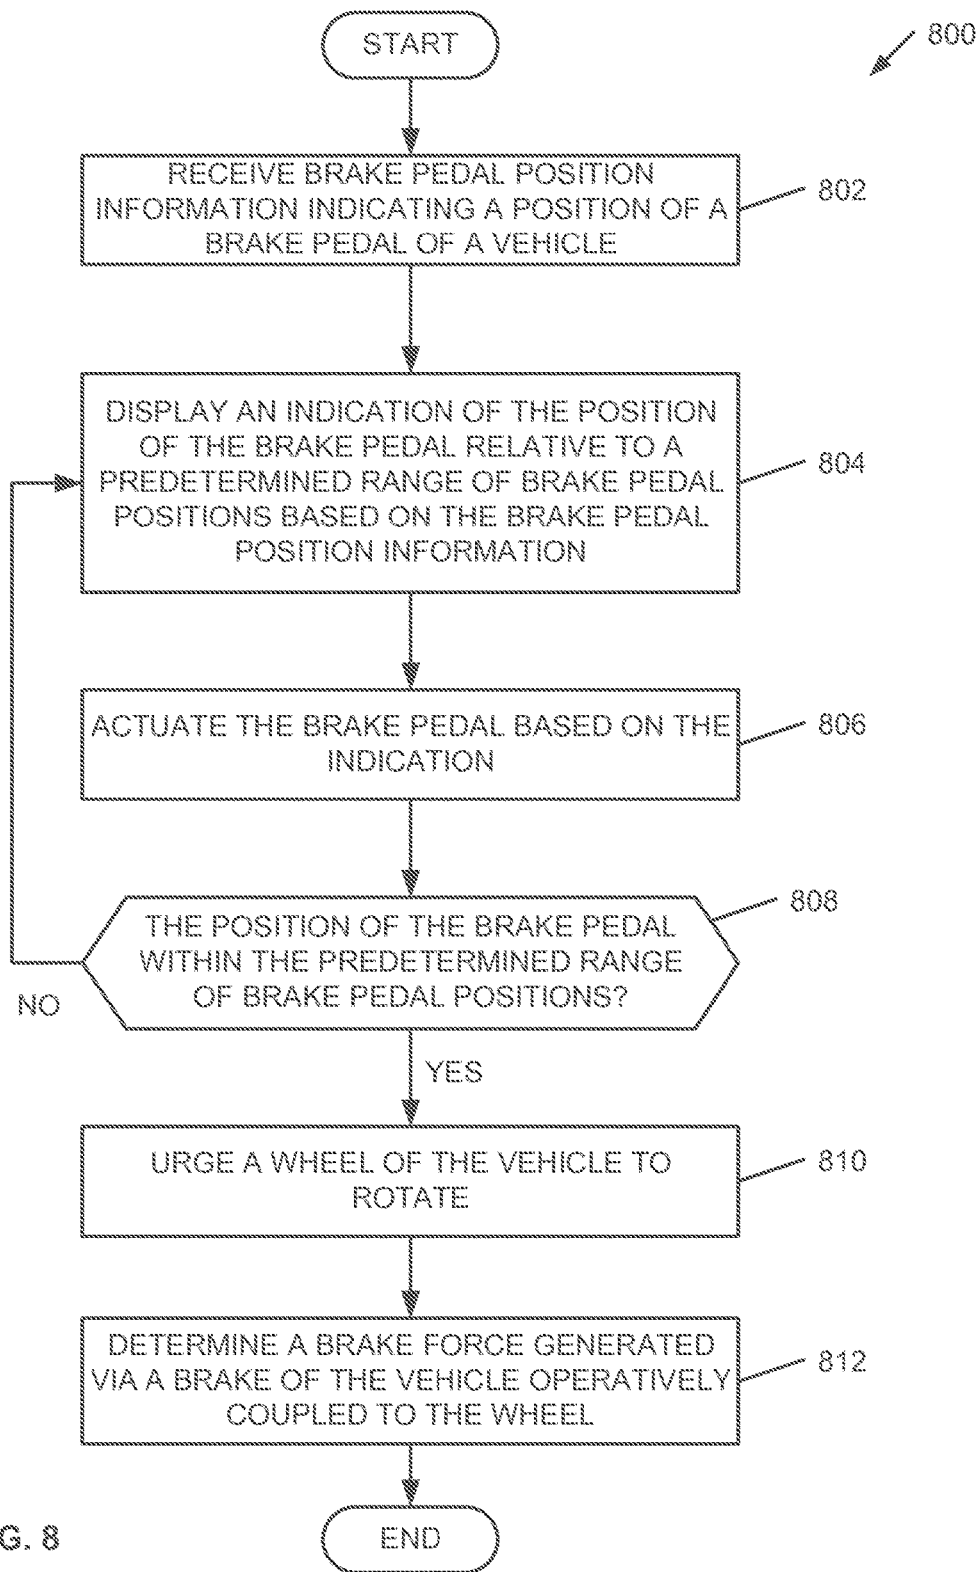 START
800
RECEIVE BRAKE PEDAL POSITION
INFORMATION INDICATING A POSITION OF A
BRAKE PEDAL OF A VEHICLE
802
DISPLAY AN INDICATION OF THE POSITION
OF THE BRAKE PEDAL RELATIVE TO A
PREDETERMINED RANGE OF BRAKE PEDAL
POSITIONS BASED ON THE BRAKE PEDAL
POSITION INFORMATION
804
ACTUATE THE BRAKE PEDAL BASED ON THE
INDICATION
806
THE POSITION OF THE BRAKE PEDAL
WITHIN THE PREDETERMINED RANGE
OF BRAKE PEDAL POSITIONS?
808
NO
YES
URGE A WHEEL OF THE VEHICLE TO
ROTATE
810
DETERMINE A BRAKE FORCE GENERATED
VIA A BRAKE OF THE VEHICLE OPERATIVELY
COUPLED TO THE WHEEL
812
END
G. 8